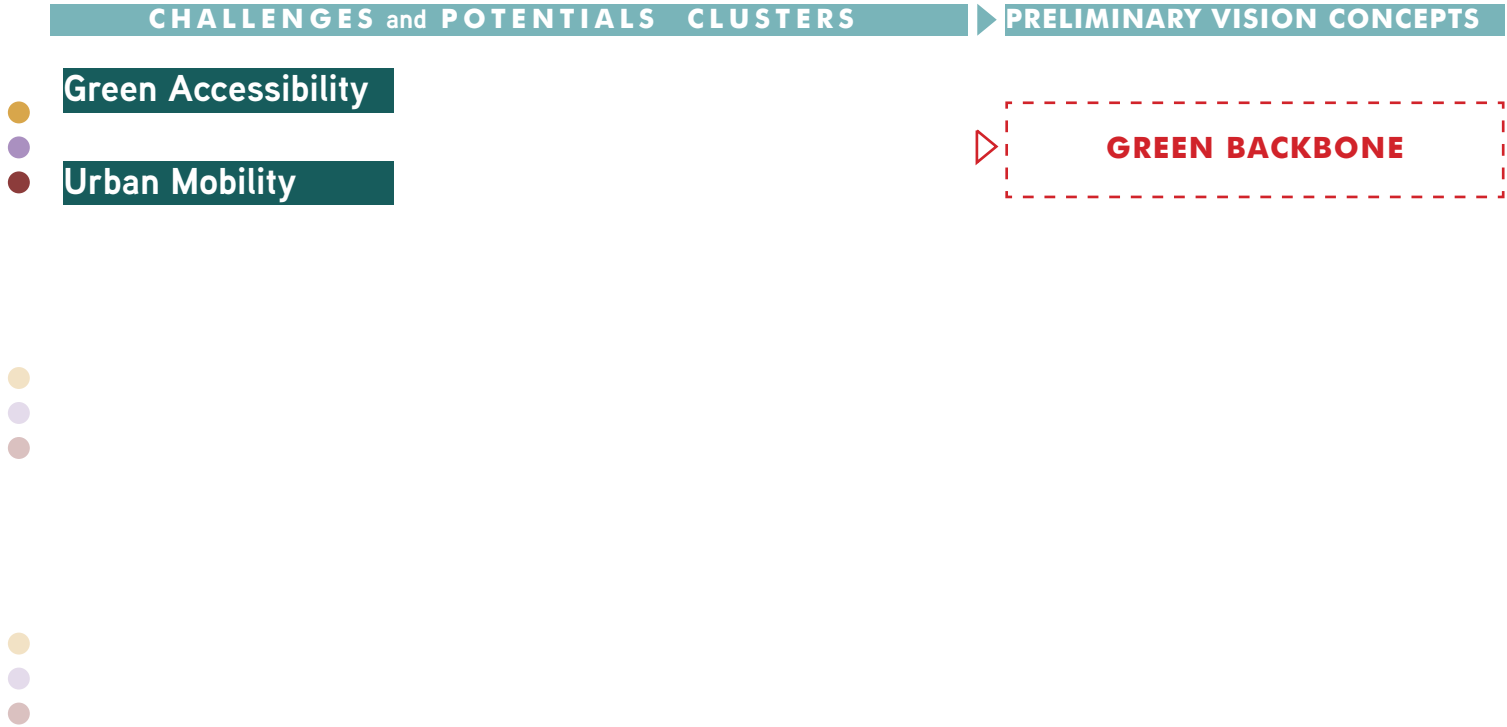 CHALLENGES and POTENTIALS CLUSTERS
PRELIMINARY VISION CONCEPTS
Green Accessibility
GREEN BACKBONE
Urban Mobility